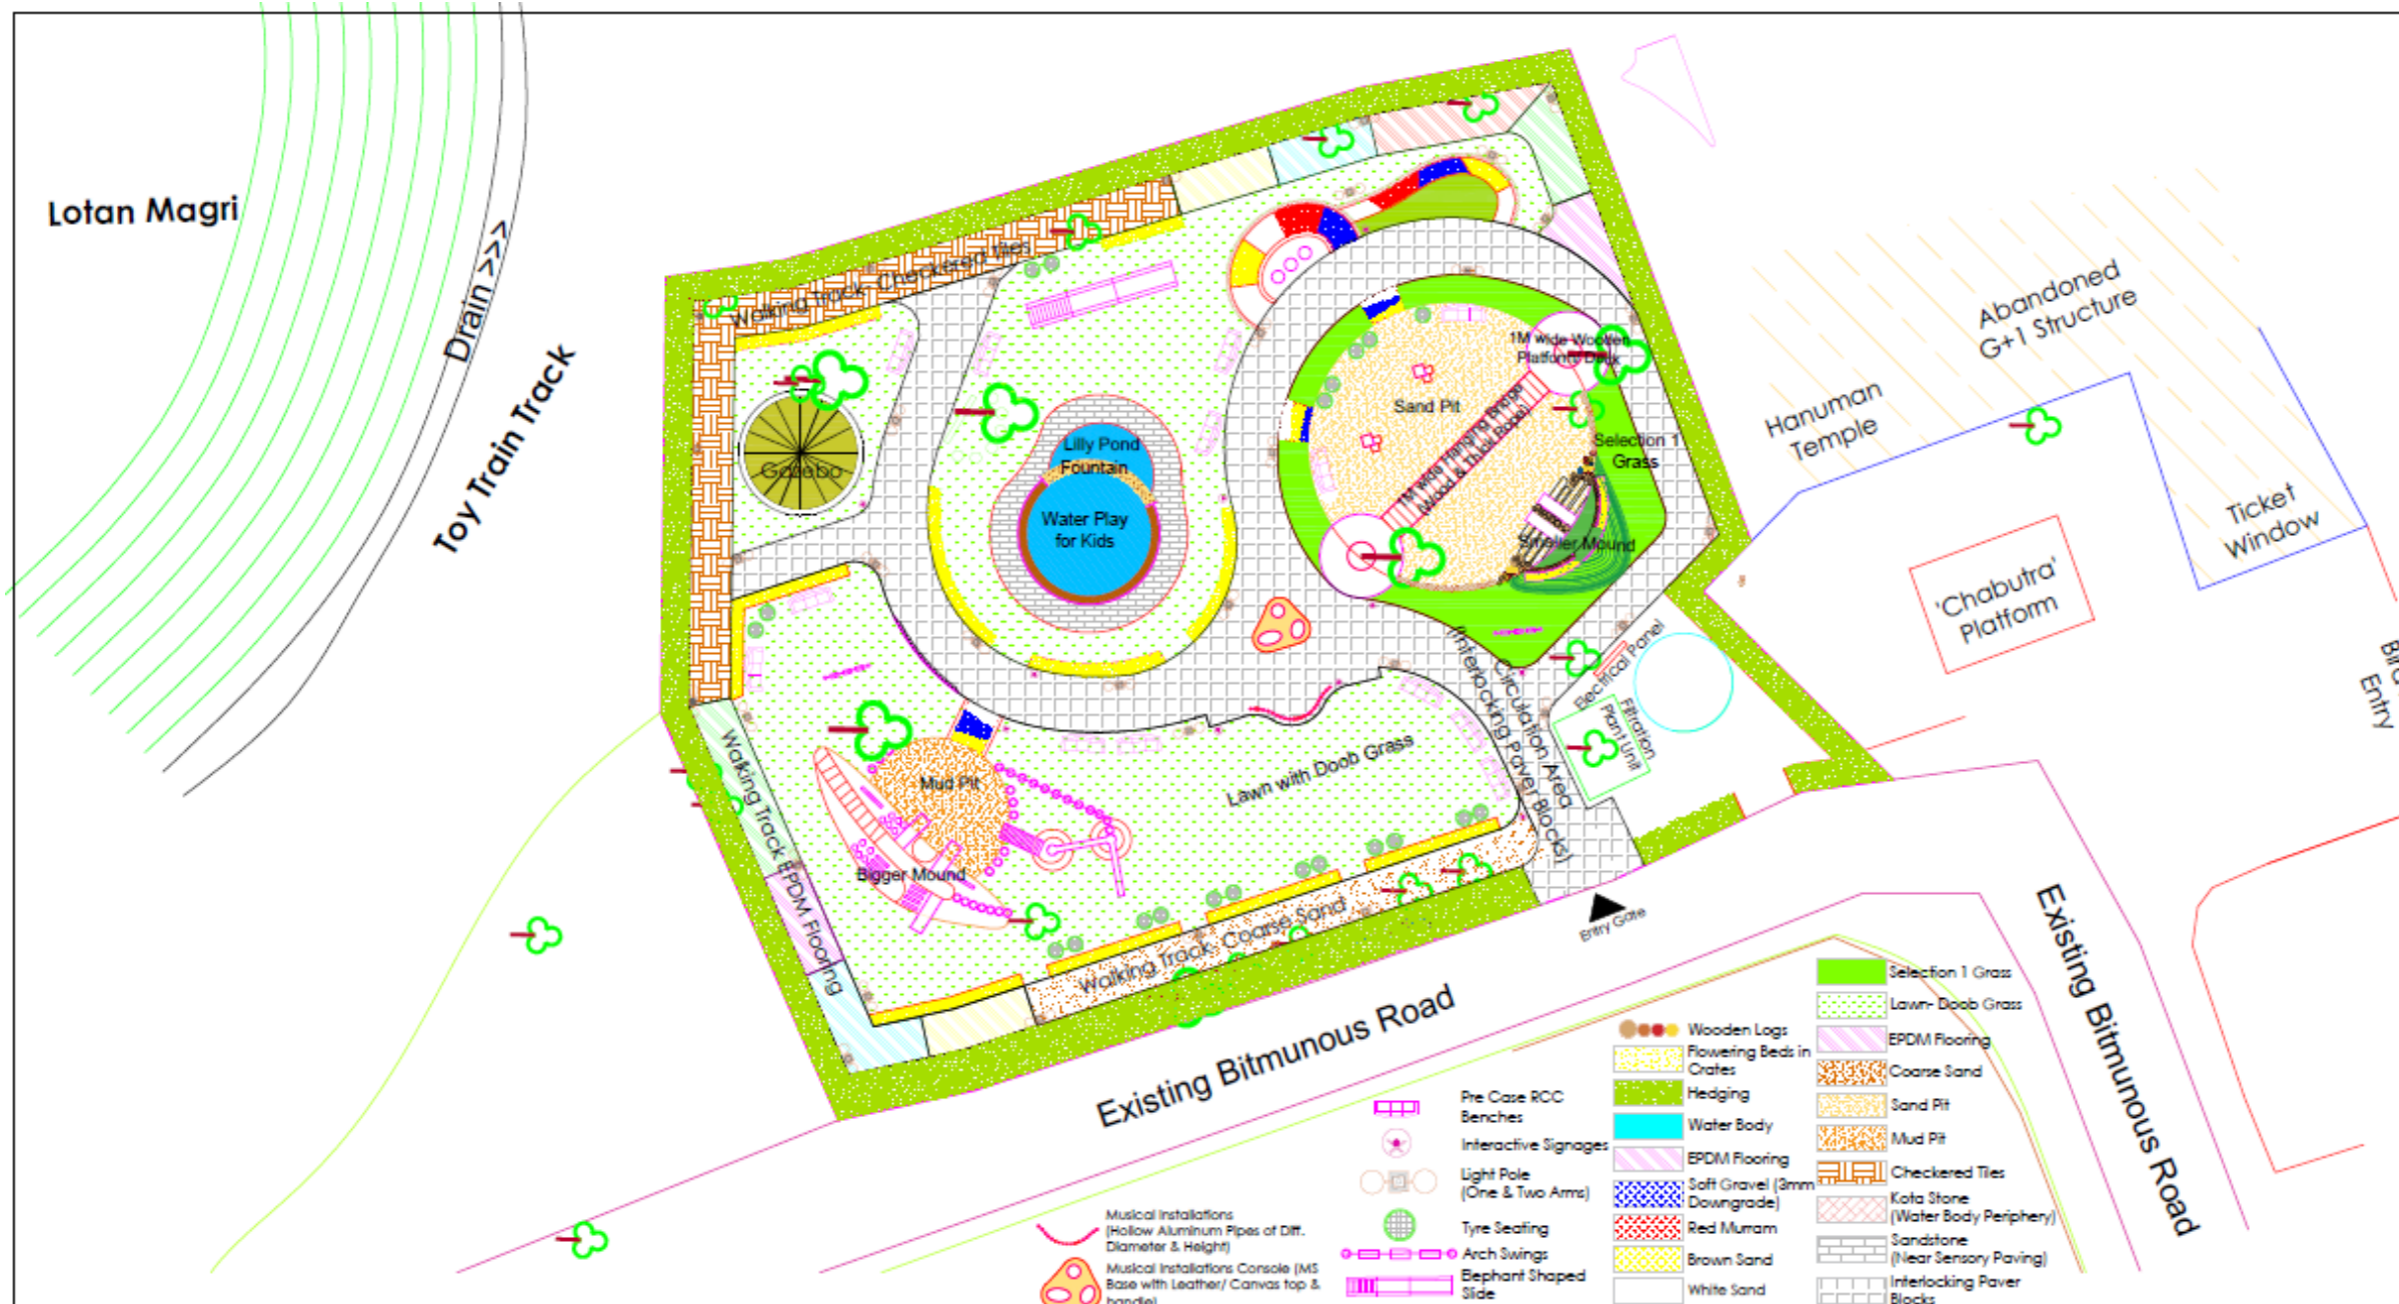 Lotan Magri
Drain >>>
Toy Train Track
Walking Track- Checkered tiles
Gazebo
Lilly Pond
Fountain
Water Play
for Kids
Sand Pit
1M wide Wooden
Platform/ Deck
1M wide Hanging Bridge
(Wood & Thick Rope)
Selection 1
Grass
Smaller Mound
Abandoned
G+1 Structure
Hanuman
Temple
Ticket
Window
'Chabutra'
Platform
Entry
Electrical Panel
Filtration
Plant Unit
Circulation Area
(Interlocking Paver Blocks)
Mud Pit
Bigger Mound
Lawn with Doob Grass
Walking Track EPDM Flooring
Walking Track- Coarse Sand
Entry Gate
Existing Bitmunous Road
Existing Bitmunous Road
Pre Case RCC
Benches
Interactive Signages
Light Pole
(One & Two Arms)
Tyre Seating
Arch Swings
Elephant Shaped
Slide
Musical Installations
(Hollow Aluminum Pipes of Diff.
Diameter & Height)
Musical Installations Console (MS
Base with Leather/ Canvas top &
handle)
Wooden Logs
Flowering Beds in
Crates
Hedging
Water Body
EPDM Flooring
Soft Gravel (3mm
Downgrade)
Red Murram
Brown Sand
White Sand
Selection 1 Grass
Lawn- Doob Grass
EPDM Flooring
Coarse Sand
Sand Pit
Mud Pit
Checkered Tiles
Kota Stone
(Water Body Periphery)
Sandstone
(Near Sensory Paving)
Interlocking Paver
Blocks